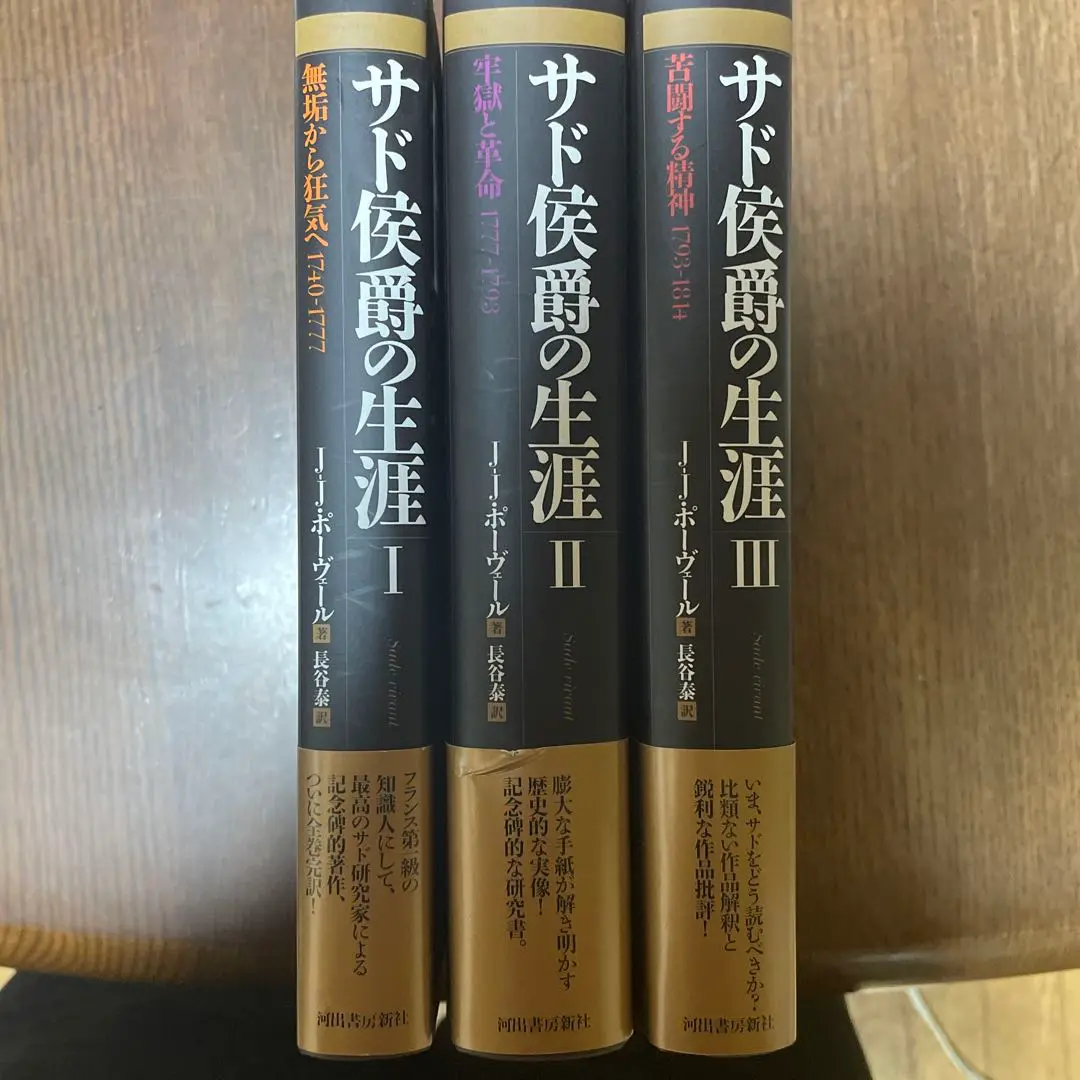 サド侯爵の生涯 I
無垢から狂気へ 1740-1777
J-J・ポーヴェール 著 長谷泰 訳
Sade vivant
フランス第一級の
知識人にして、
最高のサド研究家による
記念碑的著作、
ついに全巻完訳!
河出書房新社
サド侯爵の生涯 II
牢獄と革命 1777-1793
J-J・ポーヴェール 著 長谷泰 訳
Sade vivant
膨大な手紙が解き明かす
歴史的な実像!
記念碑的な研究書。
河出書房新社
サド侯爵の生涯 III
苦闘する精神 1793-1814
J-J・ポーヴェール 著 長谷泰 訳
Sade vivant
いま、サドをどう読むべきか?
比類ない作品解釈と
鋭利な作品批評!
河出書房新社